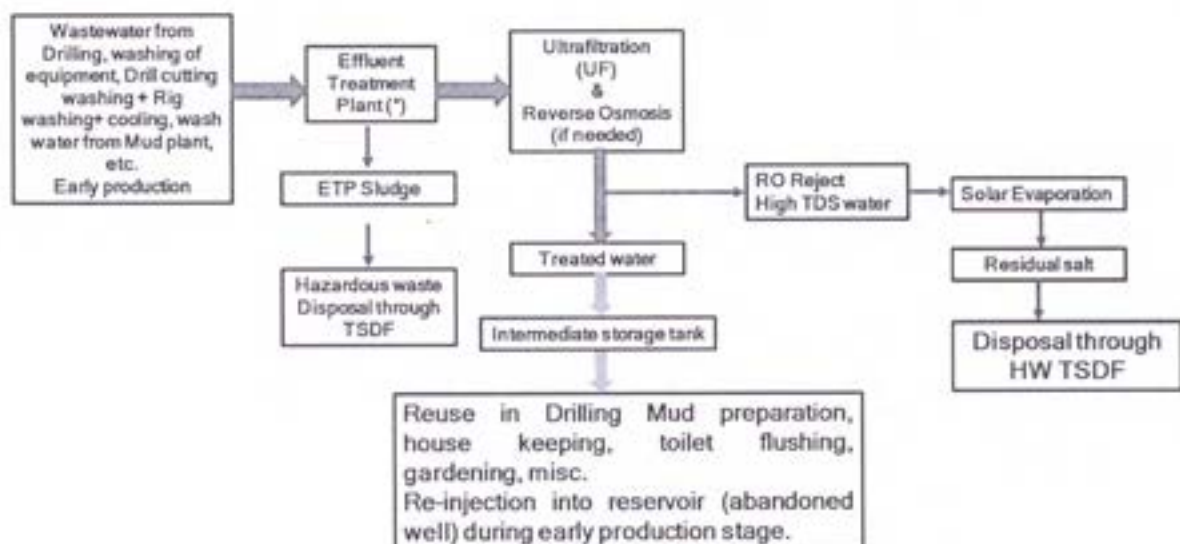 Wastewater from
Drilling, washing of
equipment, Drill cutting
washing + Rig
washing+ cooling, wash
water from Mud plant,
etc.
Early production
Effluent
Treatment
Plant (*)
Ultrafiltration
(UF)
&
Reverse Osmosis
(if needed)
ETP Sludge
Hazardous waste
Disposal through
TSDF
RO Reject
High TDS water
Solar Evaporation
Residual salt
Disposal through
HW TSDF
Treated water
Intermediate storage tank
Reuse in Drilling Mud preparation,
house keeping, toilet flushing,
gardening, misc.
Re-injection into reservoir (abandoned
well) during early production stage.